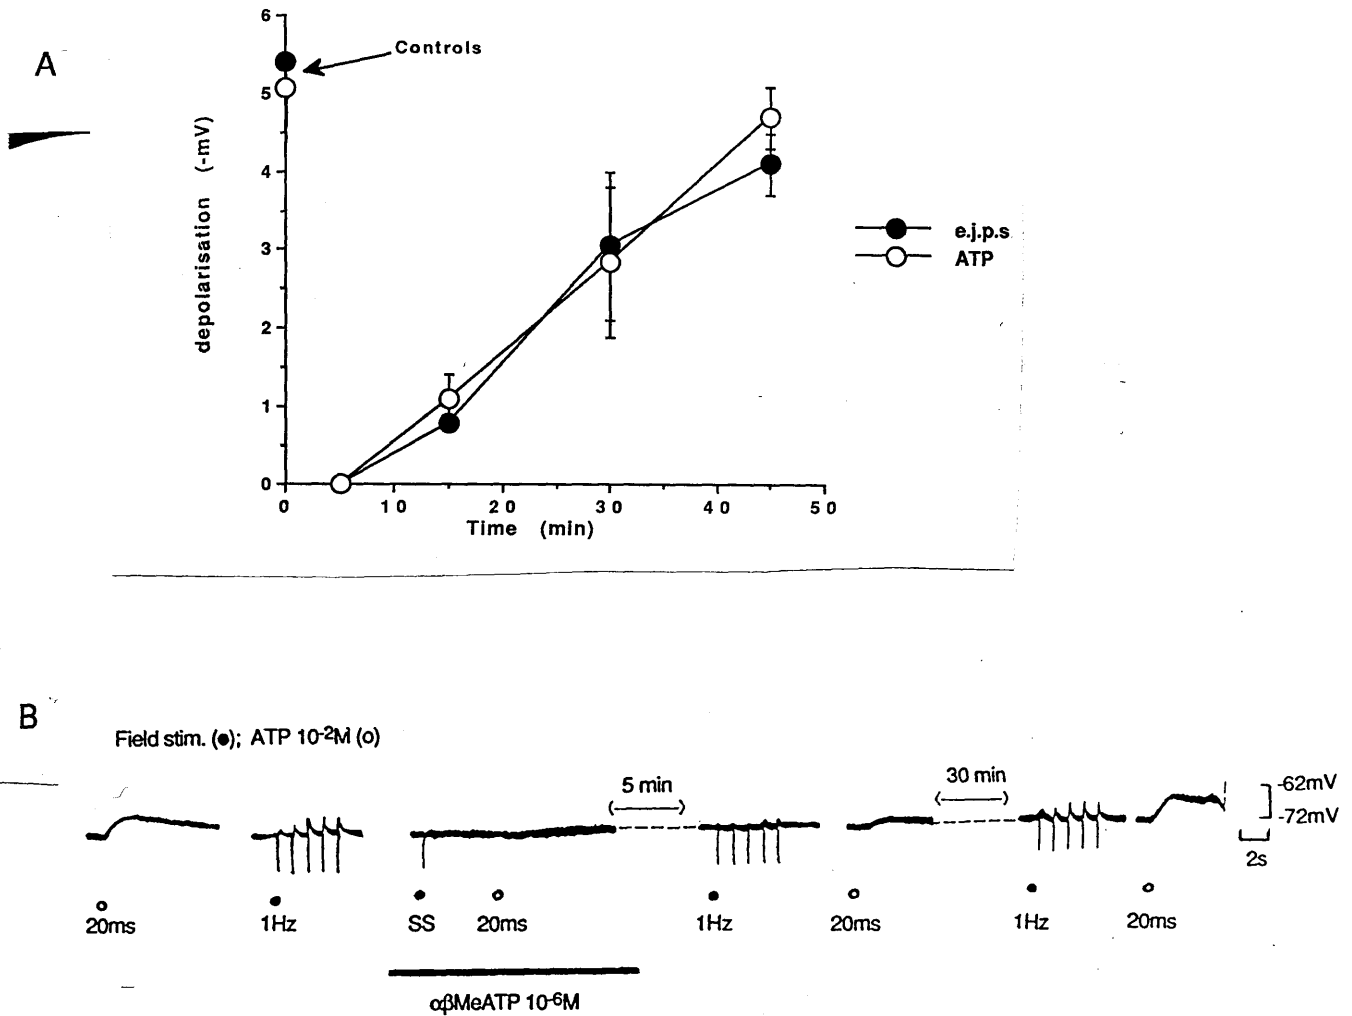 A
6
Controls
5
4
3
2
1
0
depolarisation (-mV)
0 10 20 30 40 50
Time (min)
e.j.p.s
ATP
B
Field stim. (●); ATP 10-2M (o)
5 min
30 min
-62mV
-72mV
2s
20ms 1Hz SS 20ms 1Hz 20ms 1Hz 20ms
αβMeATP 10-6M